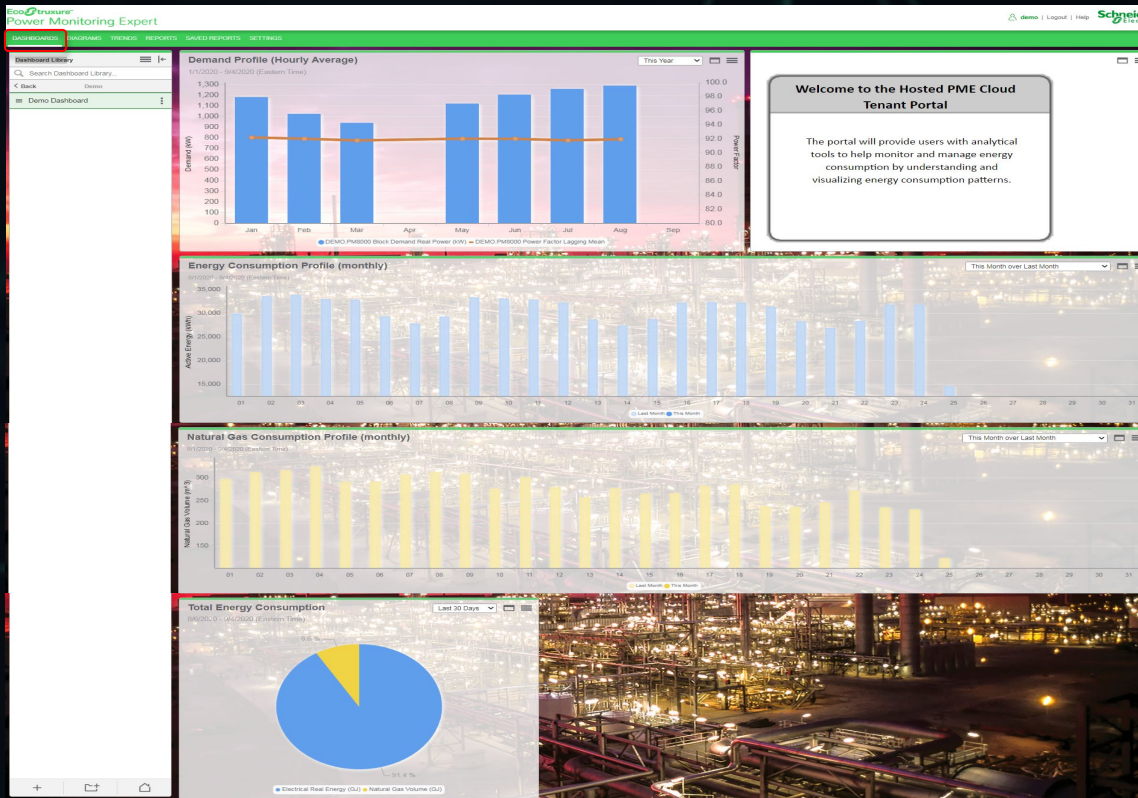 EcoStruxure™
Power Monitoring Expert
demo | Logout | Help
DASHBOARDS DIAGRAMS TRENDS REPORTS SAVED REPORTS SETTINGS
Dashboard Library
Search Dashboard Library...
< Back Demo
Demo Dashboard
Demand Profile (Hourly Average)
This Year
1/1/2020 - 9/4/2020 (Eastern Time)
Demand (kW)
1,300
1,200
1,100
1,000
900
800
700
600
500
400
300
200
100
0
100.0
98.0
96.0
94.0
92.0
90.0
88.0
86.0
84.0
82.0
80.0
Power Factor
Jan Feb Mar Apr May Jun Jul Aug Sep
DEMO.PM8000 Block Demand Real Power (kW) DEMO.PM8000 Power Factor Lagging Mean
Welcome to the Hosted PME Cloud
Tenant Portal
The portal will provide users with analytical
tools to help monitor and manage energy
consumption by understanding and
visualizing energy consumption patterns.
Energy Consumption Profile (monthly)
This Month over Last Month
Active Energy (kWh)
35,000
30,000
25,000
20,000
15,000
01 02 03 04 05 06 07 08 09 10 11 12 13 14 15 16 17 18 19 20 21 22 23 24 25 26 27 28 29 30 31
Last Month This Month
Natural Gas Consumption Profile (monthly)
This Month over Last Month
Natural Gas Volume (m^3)
300
250
200
150
01 02 03 04 05 06 07 08 09 10 11 12 13 14 15 16 17 18 19 20 21 22 23 24 25 26 27 28 29 30 31
Last Month This Month
Total Energy Consumption
Last 30 Days
8/6/2020 - 9/4/2020 (Eastern Time)
8.6 %
91.4 %
Electrical Real Energy (GJ) Natural Gas Volume (GJ)